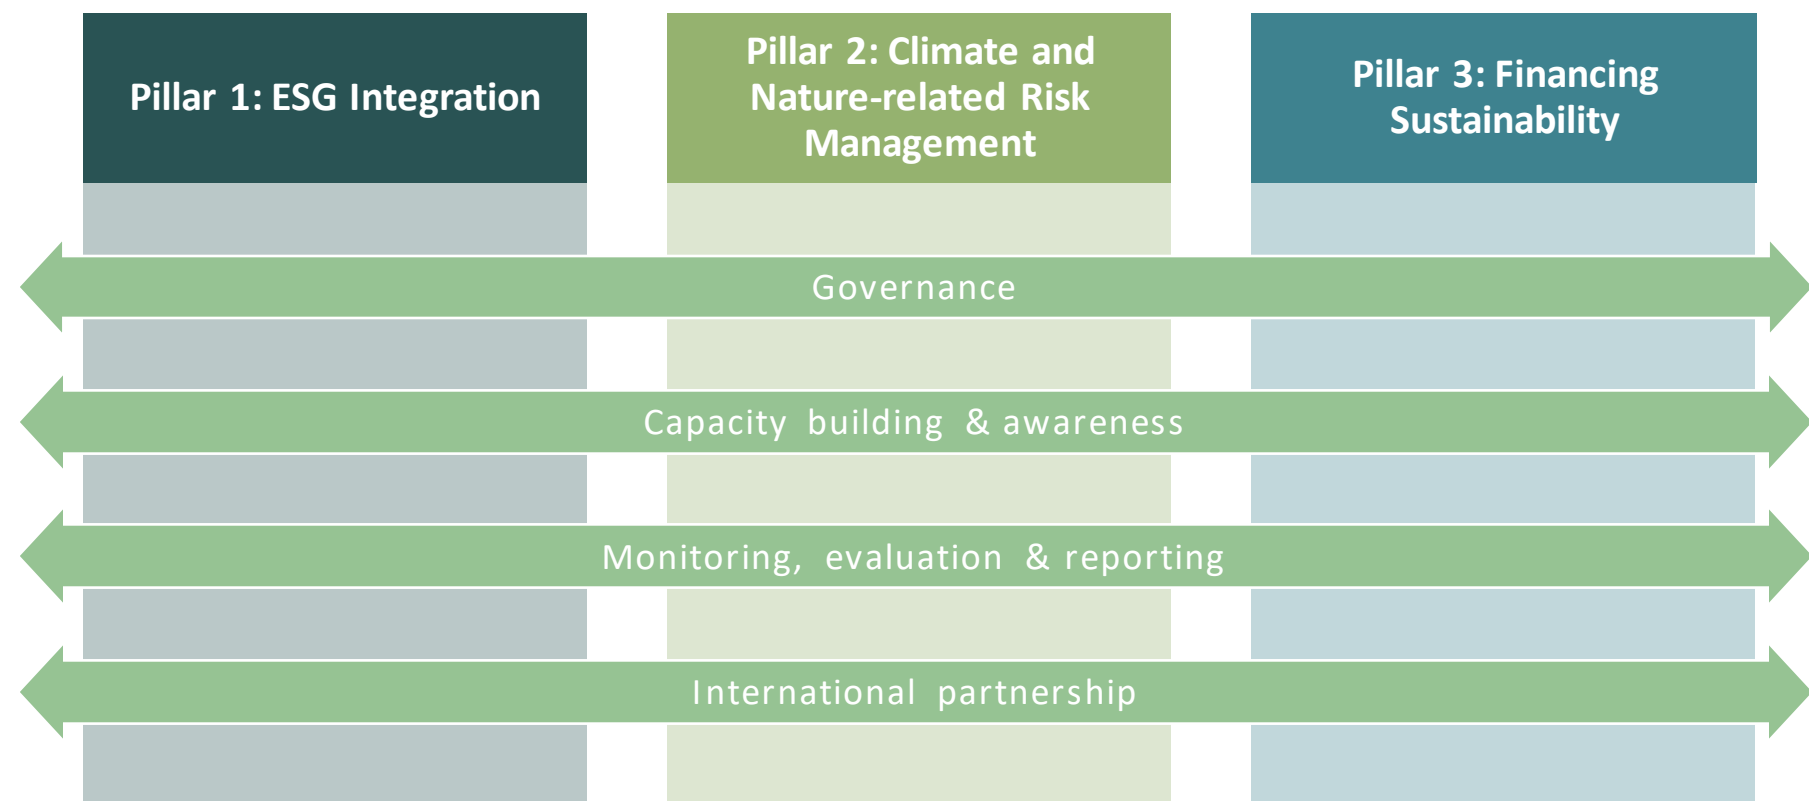 Pillar 1: ESG Integration
Pillar 2: Climate and
Nature-related Risk
Management
Pillar 3: Financing
Sustainability
Governance
Capacity building & awareness
Monitoring, evaluation & reporting
International partnership